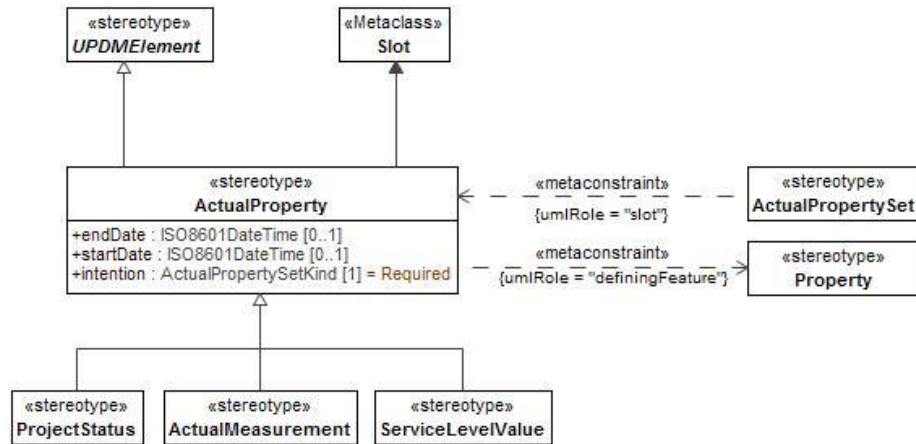 «stereotype»
UPDMElement
«Metaclass»
Slot
«stereotype»
ActualProperty
+endDate : ISO8601DateTime [0..1]
+startDate : ISO8601DateTime [0..1]
+intention : ActualPropertySetKind [1] = Required
«metaconstraint»
{umlRole = "slot"}
«stereotype»
ActualPropertySet
«metaconstraint»
{umlRole = "definingFeature"}
«stereotype»
Property
«stereotype»
ProjectStatus
«stereotype»
ActualMeasurement
«stereotype»
ServiceLevelValue